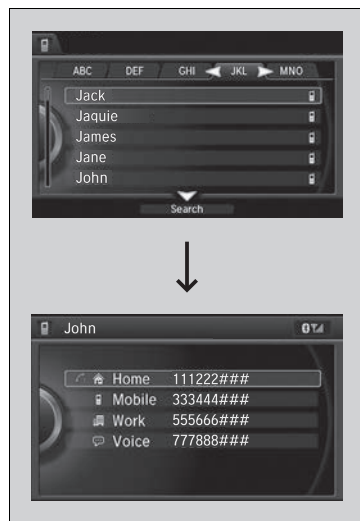 ABC DEF GHI JKL MNO
Jack
Jaquie
James
Jane
John
Search
John
Home 111222###
Mobile 333444###
Work 555666###
Voice 777888###